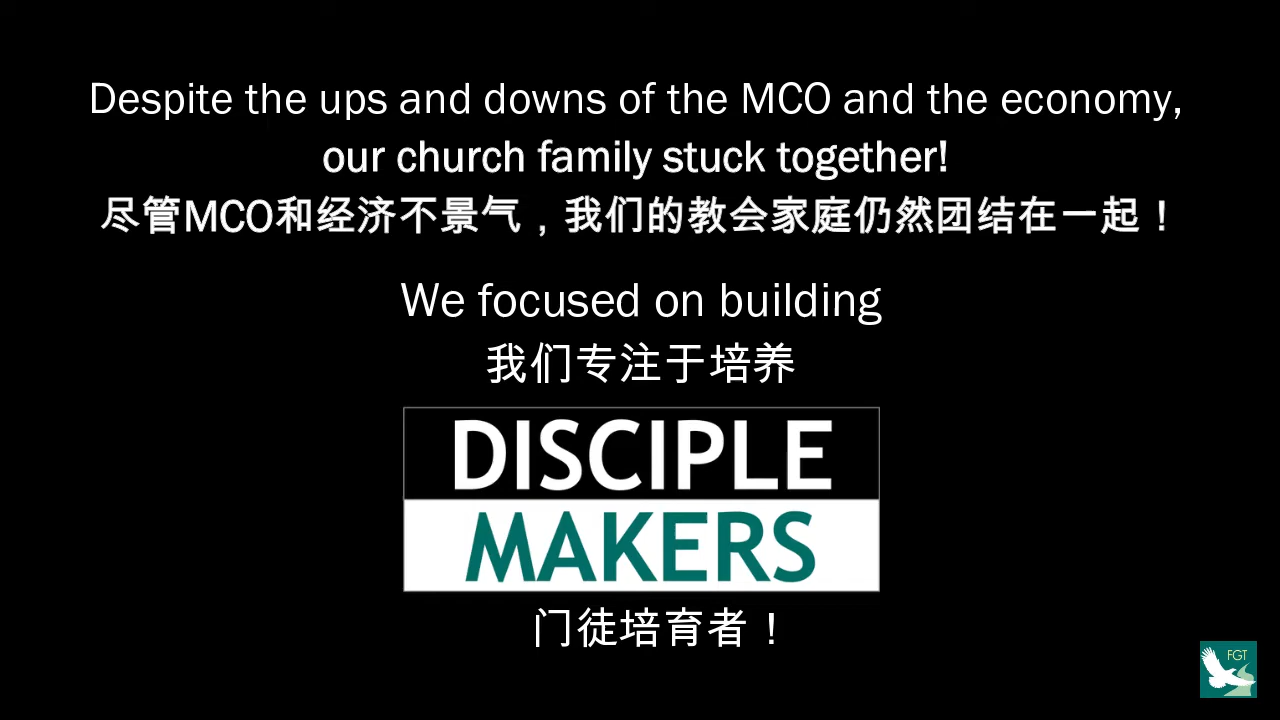 Despite the ups and downs of the MCO and the economy,
our church family stuck together!
尽管MCO和经济不景气，我们的教会家庭仍然团结在一起！
We focused on building
我们专注于培养
DISCIPLE
MAKERS
门徒培育者！
FGT